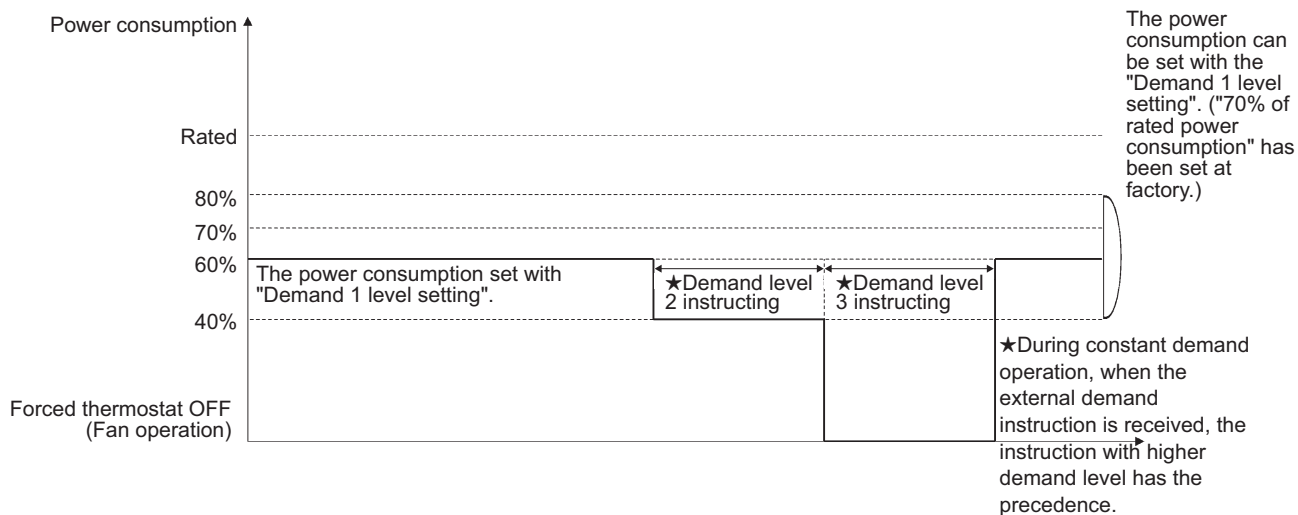 Power consumption
The power
consumption can
be set with the
"Demand 1 level
setting". ("70% of
rated power
consumption" has
been set at
factory.)
Rated
80%
70%
60%
The power consumption set with
"Demand 1 level setting".
★Demand level
2 instructing
★Demand level
3 instructing
40%
★During constant demand
operation, when the
external demand
instruction is received, the
instruction with higher
demand level has the
precedence.
Forced thermostat OFF
(Fan operation)